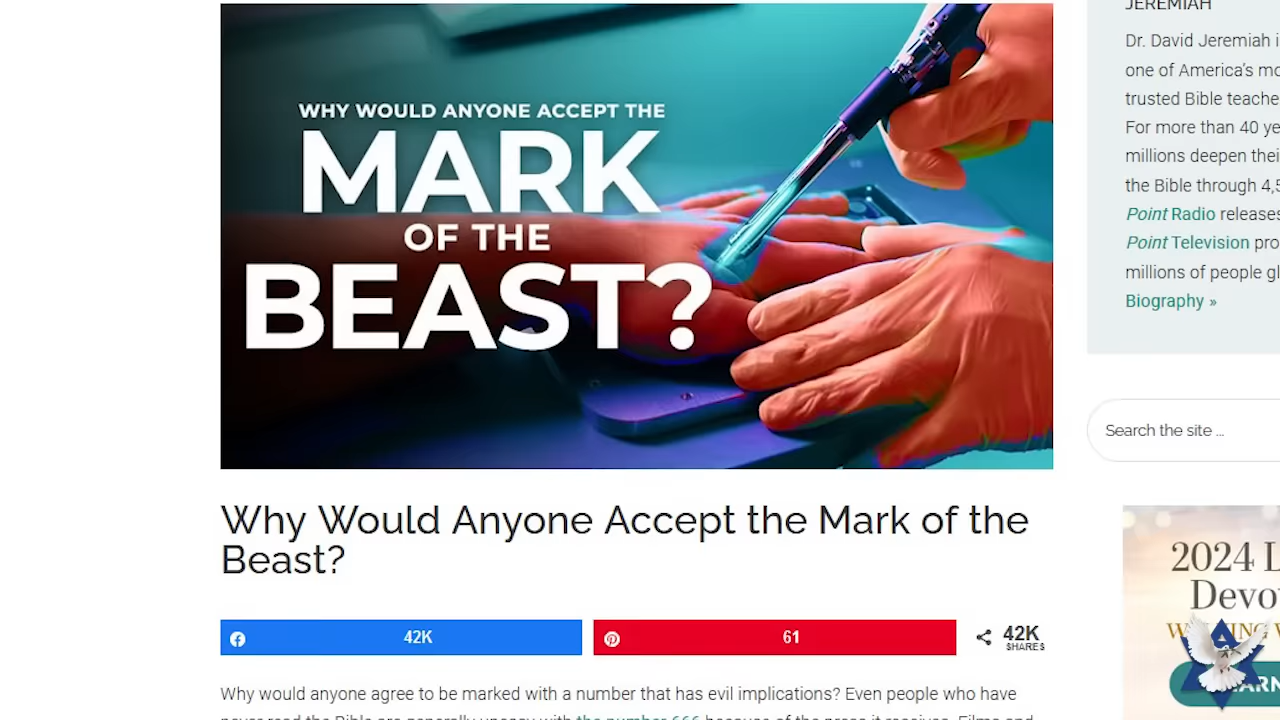 WHY WOULD ANYONE ACCEPT THE
MARK
OF THE
BEAST?
Why Would Anyone Accept the Mark of the
Beast?
42K
61
42K
SHARES
Why would anyone agree to be marked with a number that has evil implications? Even people who have
never read the Bible are generally uneasy with the number 666 because of the press it receives. Films and
JEREMIAH
Dr. David Jeremiah i
one of America's mo
trusted Bible teache
For more than 40 ye
millions deepen thei
the Bible through 4,5
Point Radio releases
Point Television pro
millions of people gl
Biography »
Search the site ...
2024 L
Devo